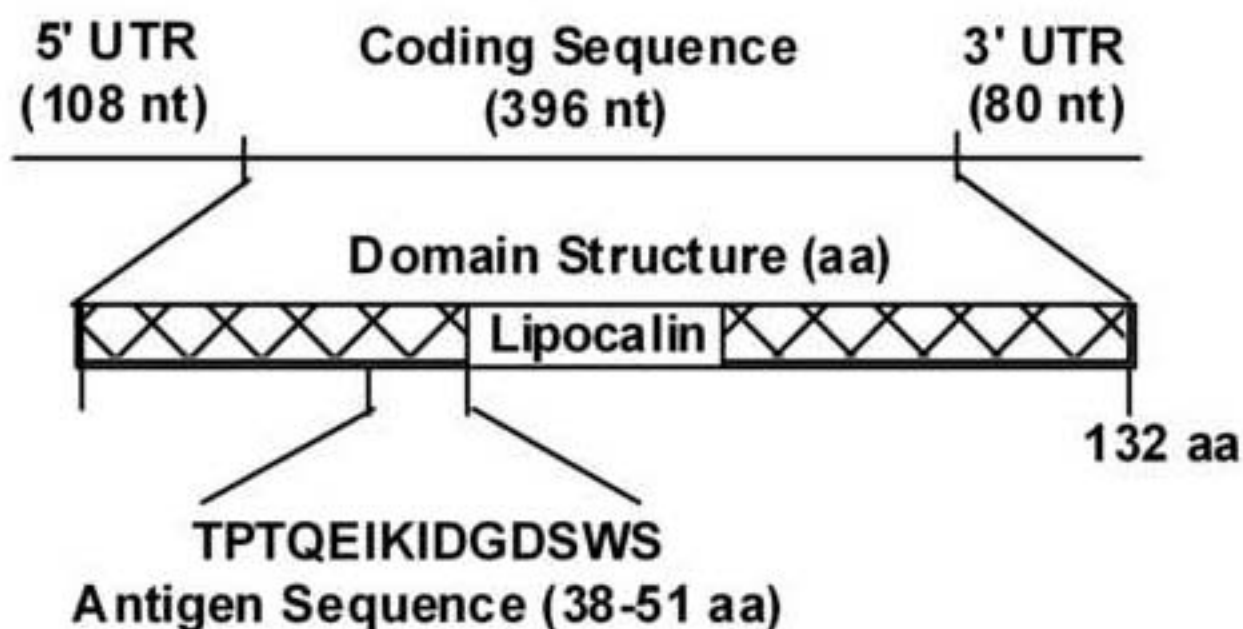 5' UTR
(108 nt)
Coding Sequence
(396 nt)
3' UTR
(80 nt)
Domain Structure (aa)
Lipocalin
132 aa
TPTQEIKIDGDSWS
Antigen Sequence (38-51 aa)